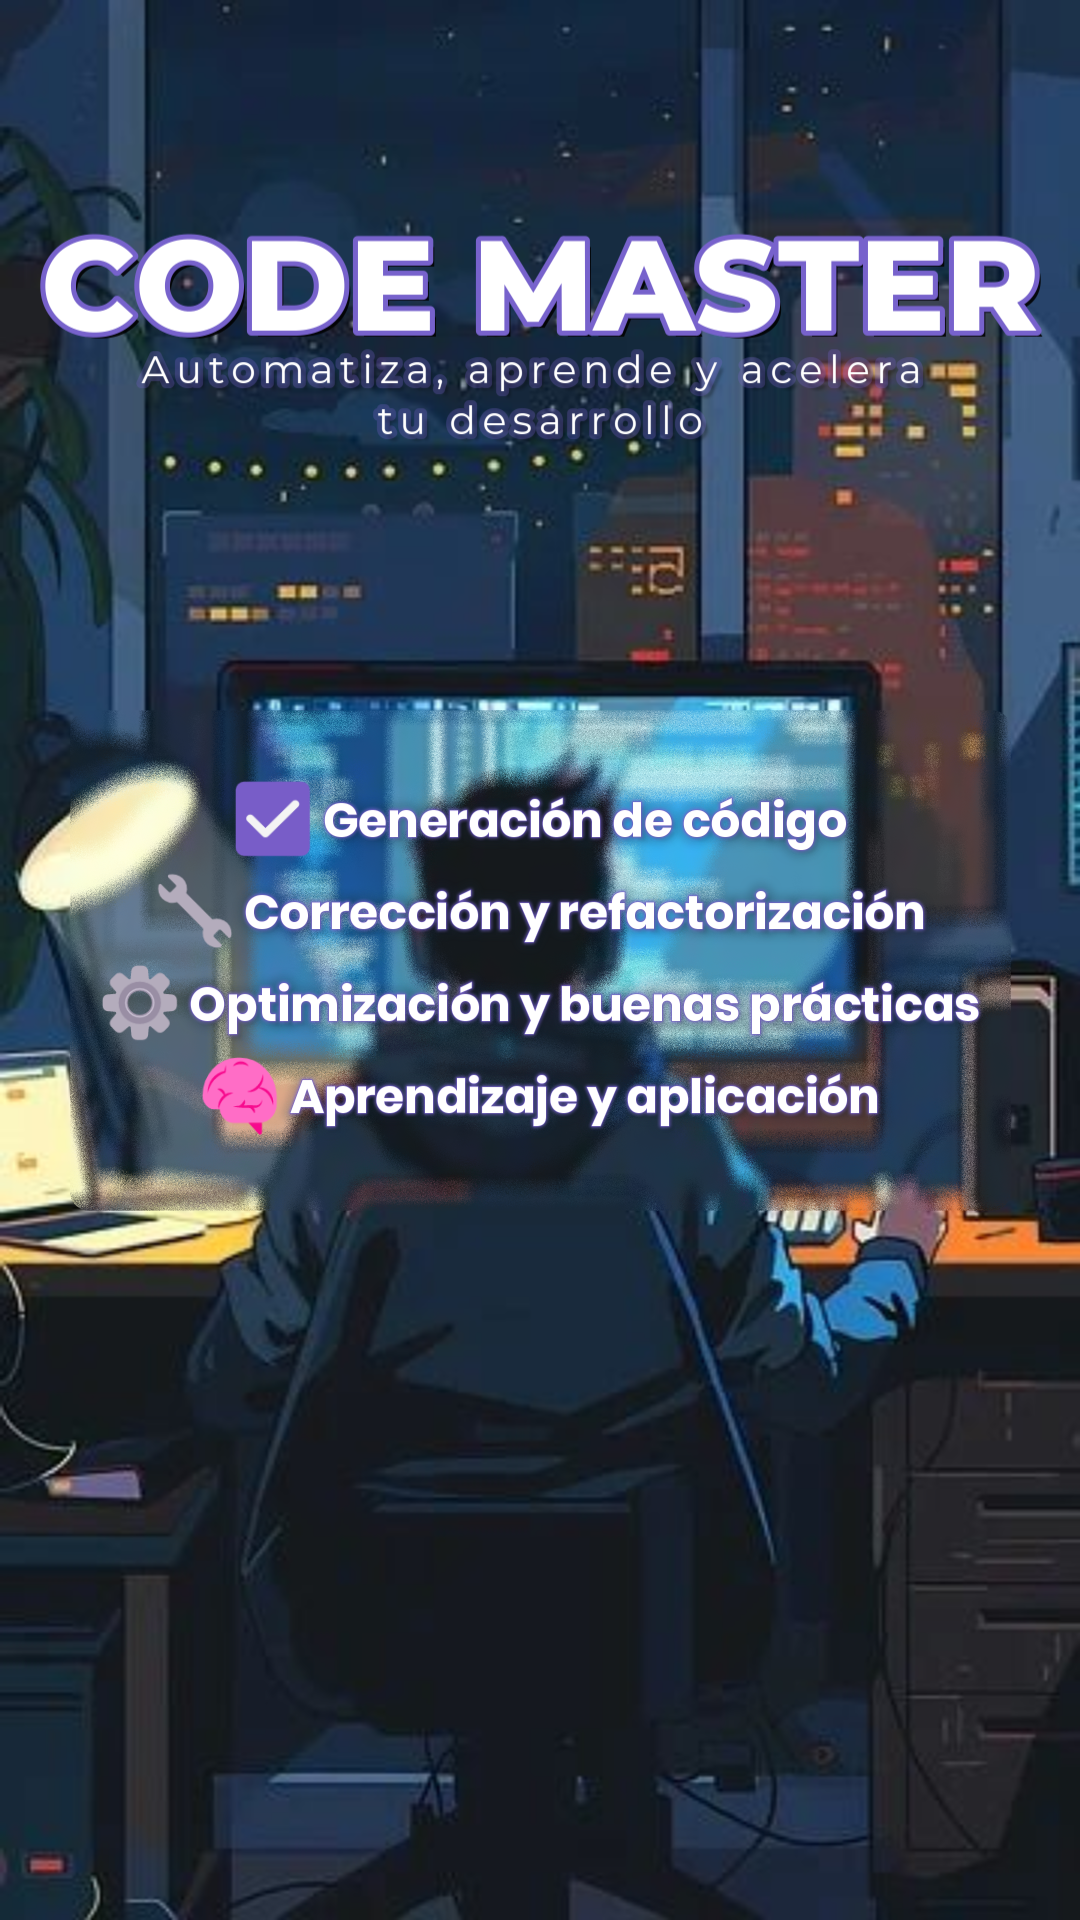 CODE MASTER
Automatiza, aprende y acelera
tu desarrollo
✅ Generación de código
🔧 Corrección y refactorización
⚙️ Optimización y buenas prácticas
🧠 Aprendizaje y aplicación